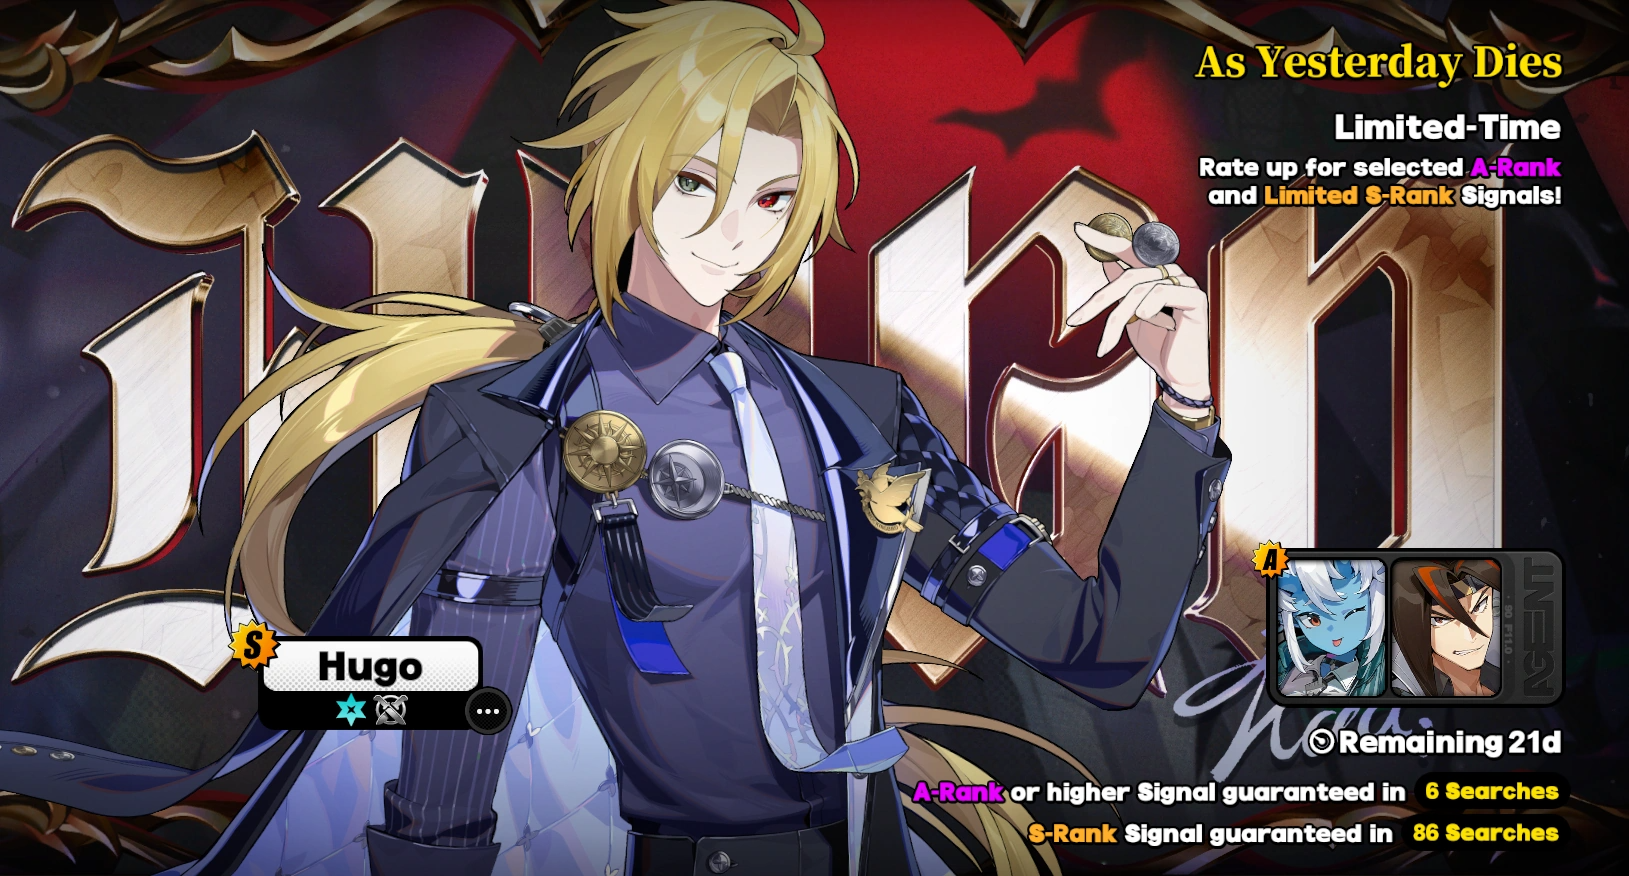 As Yesterday Dies
Limited-Time
Rate up for selected A-Rank
and Limited S-Rank Signals!
A
AGENT
S
Hugo
Remaining 21d
A-Rank or higher Signal guaranteed in 6 Searches
S-Rank Signal guaranteed in 86 Searches